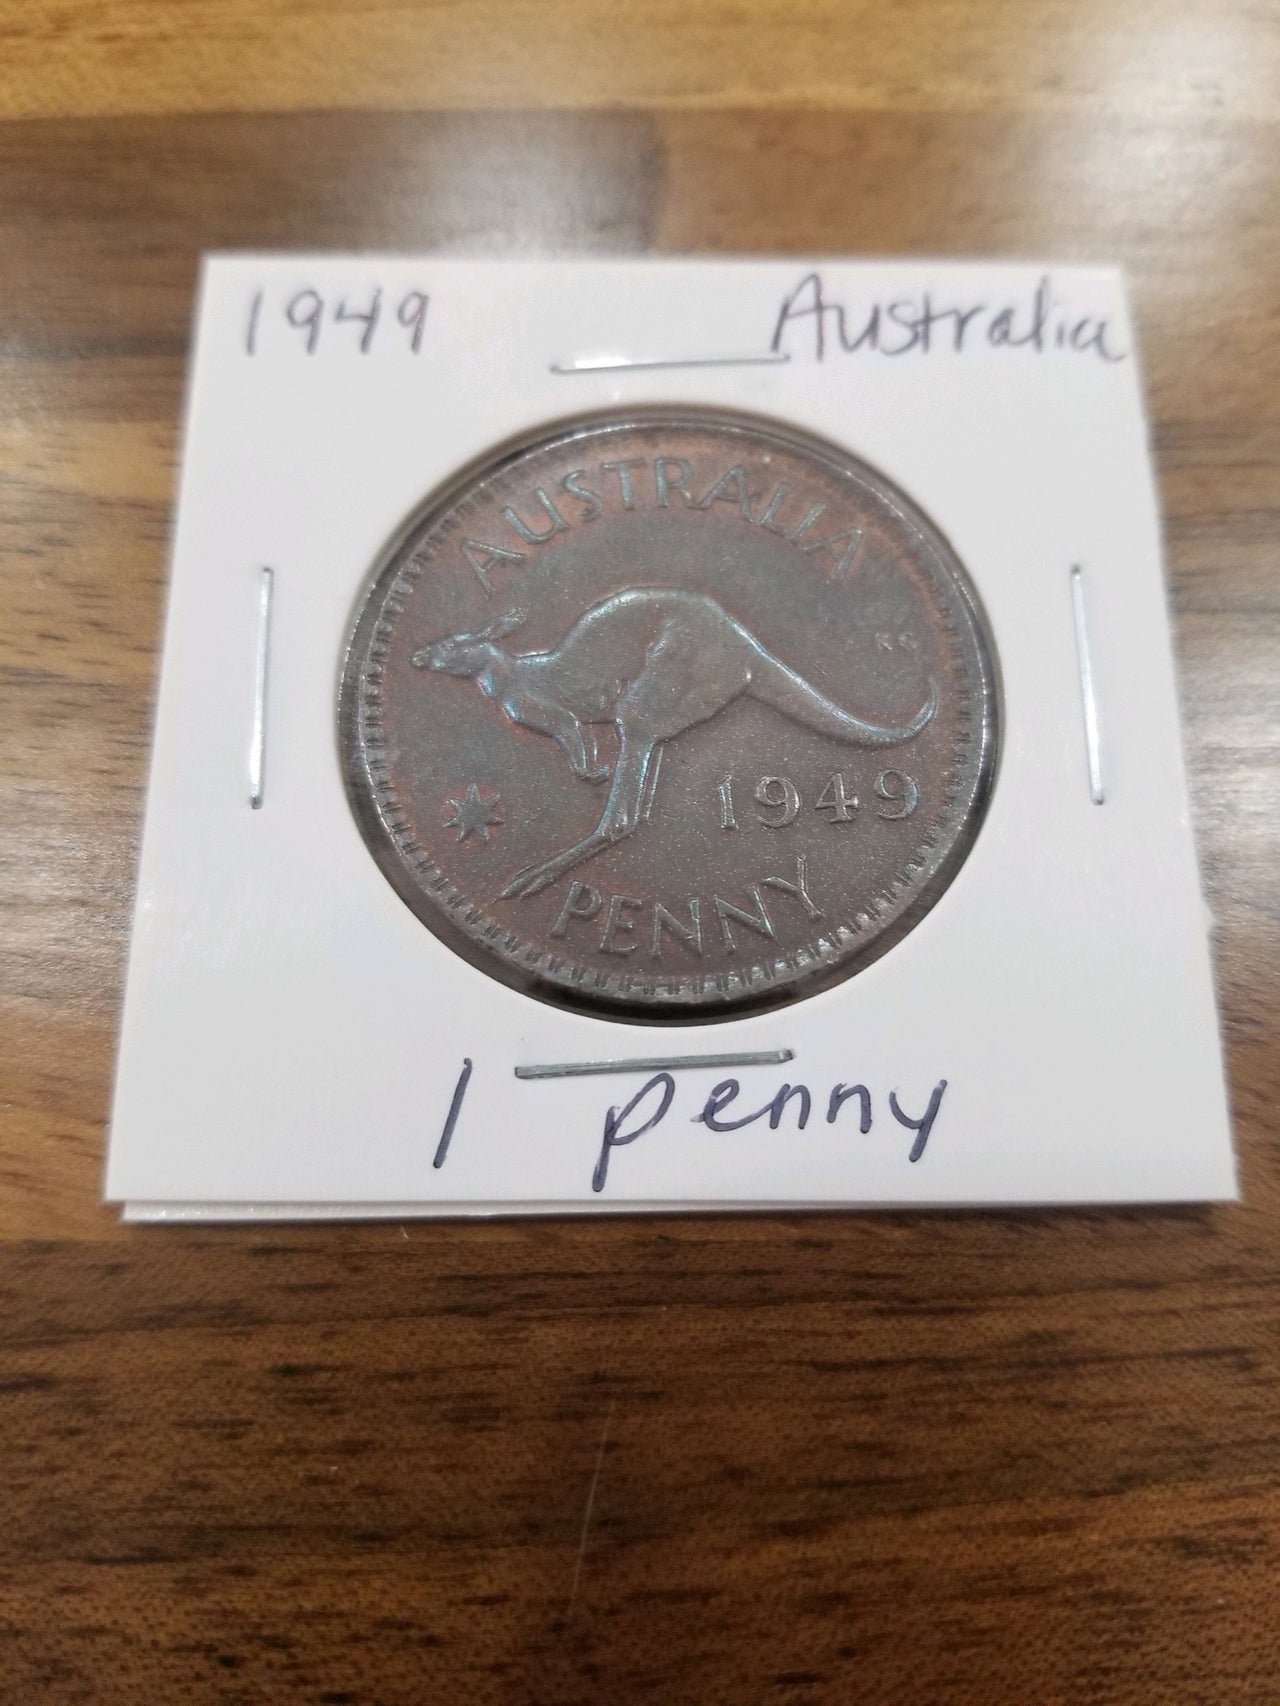 1949 Australia
AUSTRALIA
KG
1949
PENNY
1 penny